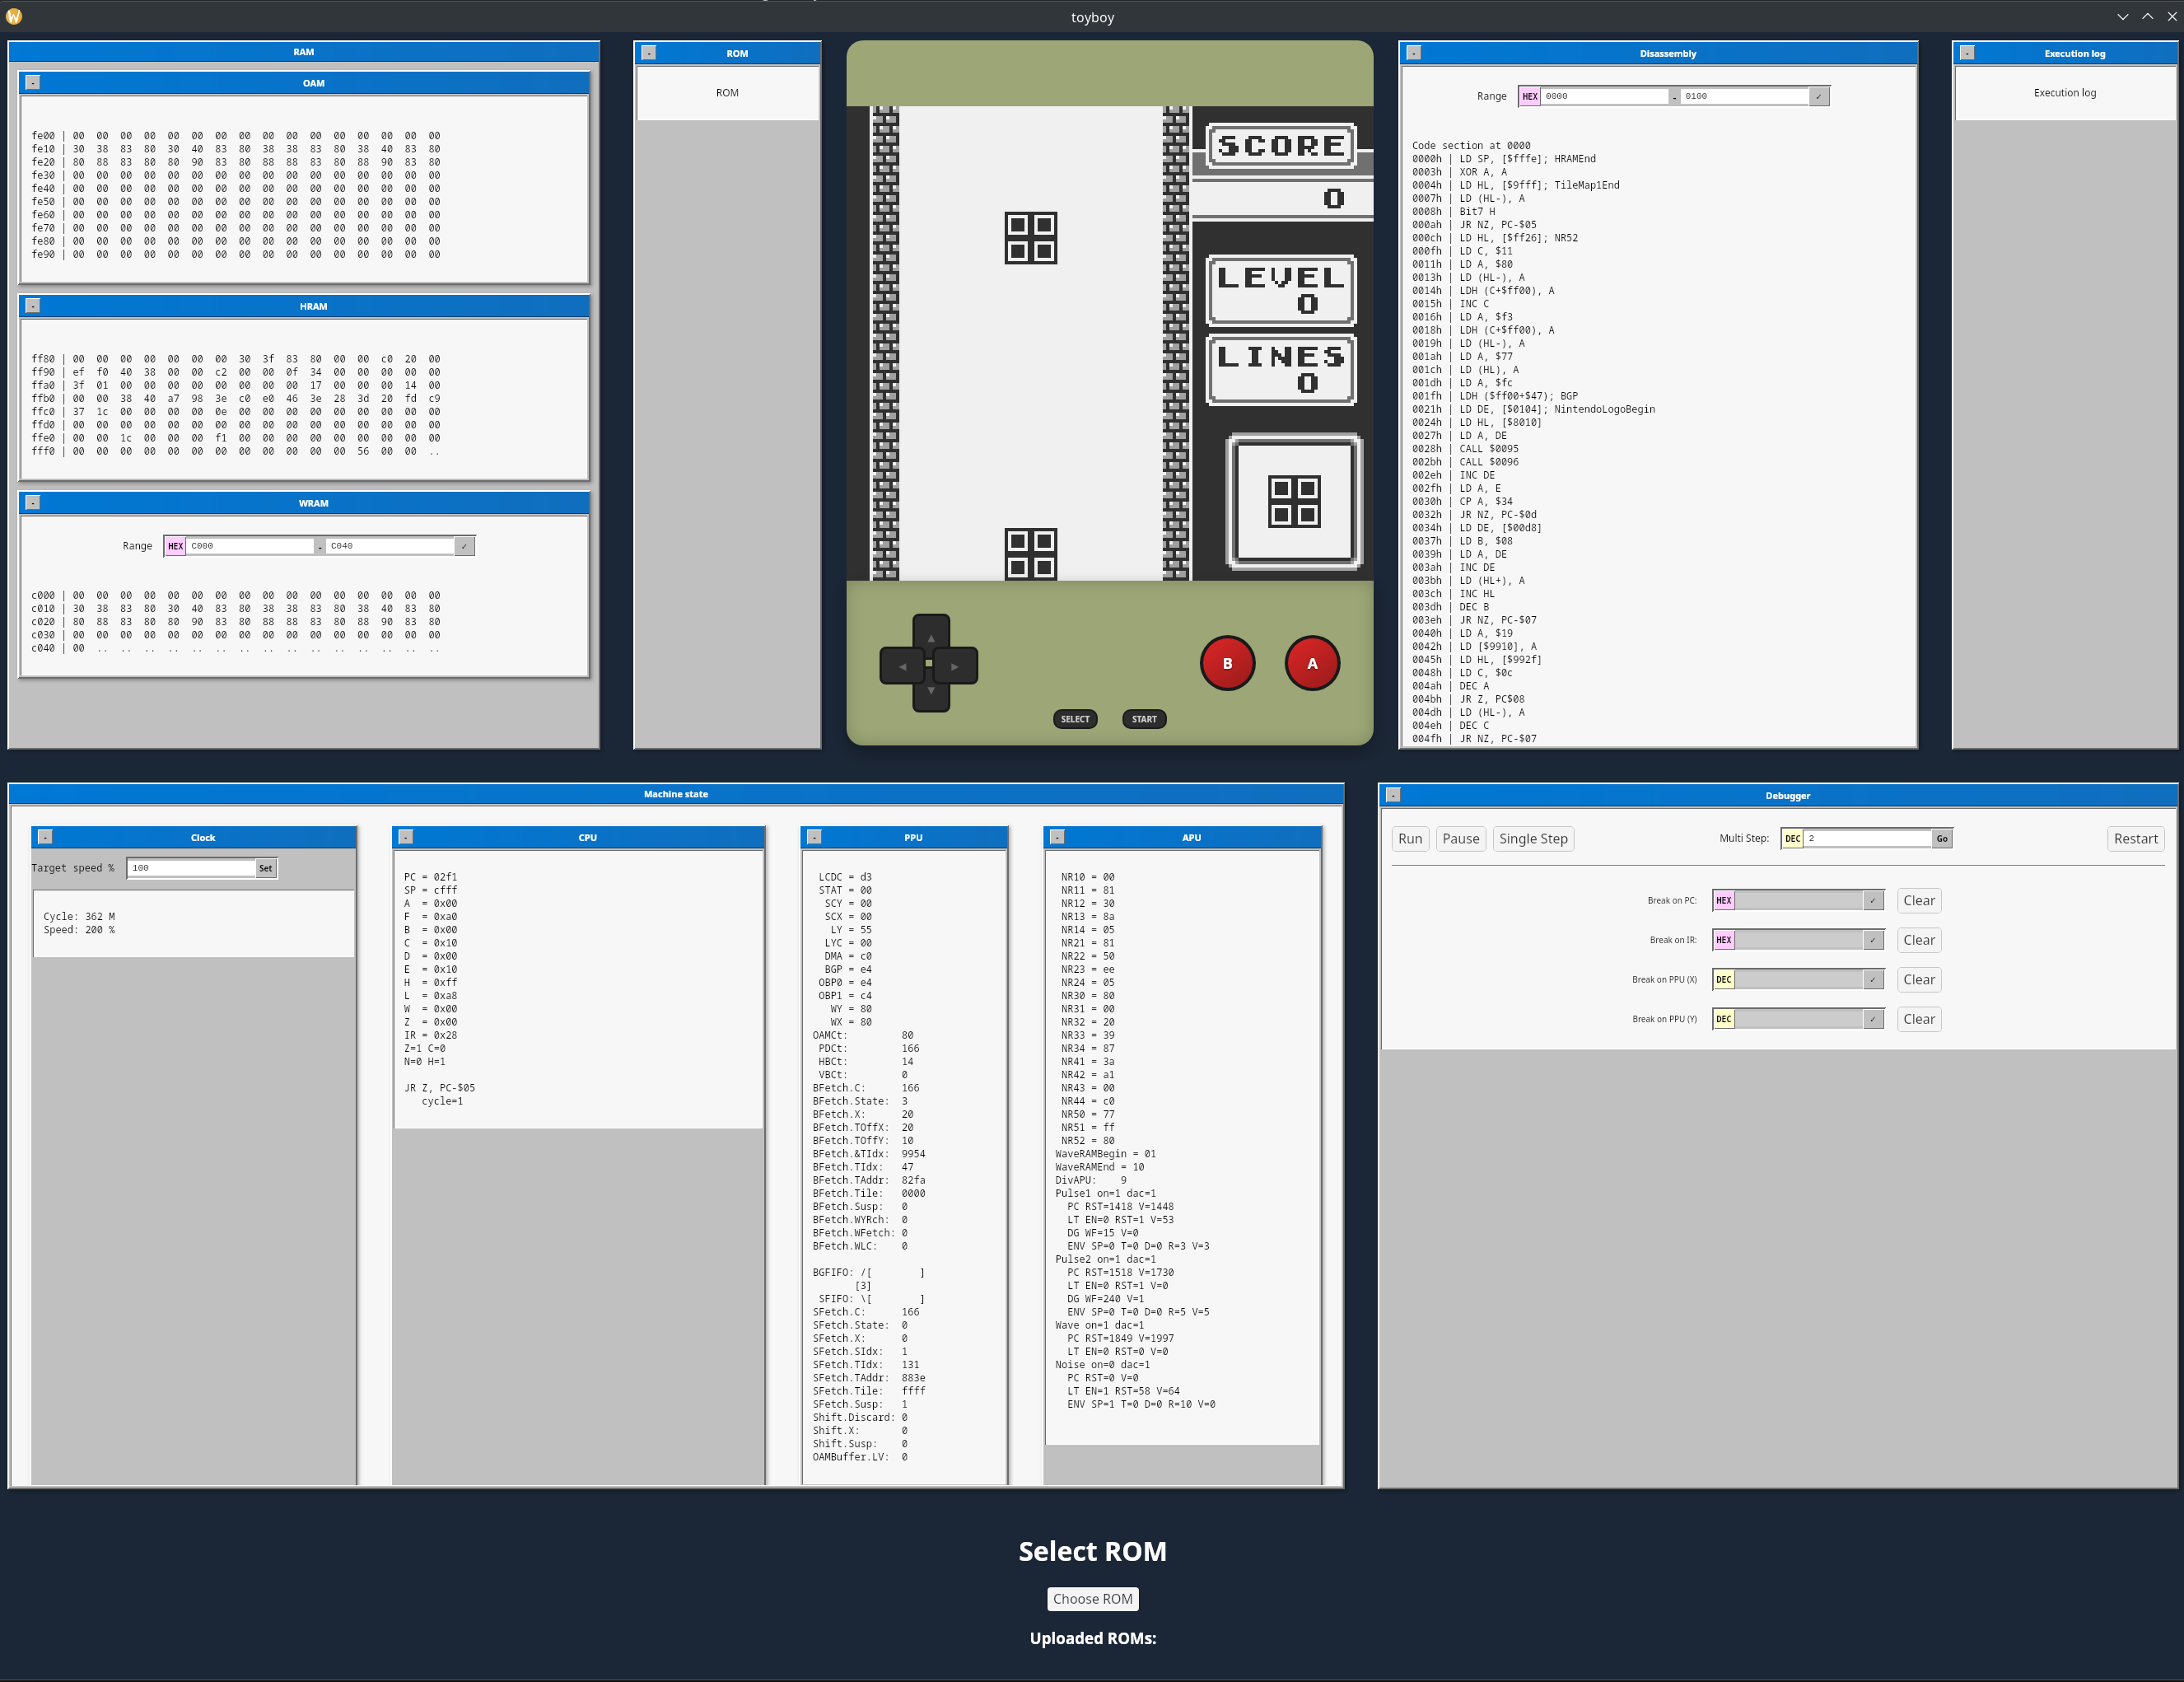 toyboy
RAM
-
OAM
fe00 | 00 00 00 00 00 00 00 00 00 00 00 00 00 00 00 00
fe10 | 30 38 83 80 30 40 83 80 38 38 83 80 38 40 83 80
fe20 | 80 88 83 80 80 90 83 80 88 88 83 80 88 90 83 80
fe30 | 00 00 00 00 00 00 00 00 00 00 00 00 00 00 00 00
fe40 | 00 00 00 00 00 00 00 00 00 00 00 00 00 00 00 00
fe50 | 00 00 00 00 00 00 00 00 00 00 00 00 00 00 00 00
fe60 | 00 00 00 00 00 00 00 00 00 00 00 00 00 00 00 00
fe70 | 00 00 00 00 00 00 00 00 00 00 00 00 00 00 00 00
fe80 | 00 00 00 00 00 00 00 00 00 00 00 00 00 00 00 00
fe90 | 00 00 00 00 00 00 00 00 00 00 00 00 00 00 00 00
-
HRAM
ff80 | 00 00 00 00 00 00 00 30 3f 83 80 00 00 c0 20 00
ff90 | ef f0 40 38 00 00 c2 00 00 0f 34 00 00 00 00 00
ffa0 | 3f 01 00 00 00 00 00 00 00 00 17 00 00 00 14 00
ffb0 | 00 00 38 40 a7 98 3e c0 e0 46 3e 28 3d 20 fd c9
ffc0 | 37 1c 00 00 00 00 0e 00 00 00 00 00 00 00 00 00
ffd0 | 00 00 00 00 00 00 00 00 00 00 00 00 00 00 00 00
ffe0 | 00 00 1c 00 00 00 f1 00 00 00 00 00 00 00 00 00
fff0 | 00 00 00 00 00 00 00 00 00 00 00 00 56 00 00 ..
-
WRAM
Range HEX C000 - C040 ✓
c000 | 00 00 00 00 00 00 00 00 00 00 00 00 00 00 00 00
c010 | 30 38 83 80 30 40 83 80 38 38 83 80 38 40 83 80
c020 | 80 88 83 80 80 90 83 80 88 88 83 80 88 90 83 80
c030 | 00 00 00 00 00 00 00 00 00 00 00 00 00 00 00 00
c040 | 00 .. .. .. .. .. .. .. .. .. .. .. .. .. .. ..
-
ROM
ROM
SCORE
0
LEVEL
0
LINES
0
B
A
SELECT
START
-
Disassembly
Range HEX 0000 - 0100 ✓
Code section at 0000
0000h | LD SP, [$fffe]; HRAMEnd
0003h | XOR A, A
0004h | LD HL, [$9fff]; TileMap1End
0007h | LD (HL-), A
0008h | Bit7 H
000ah | JR NZ, PC-$05
000ch | LD HL, [$ff26]; NR52
000fh | LD C, $11
0011h | LD A, $80
0013h | LD (HL-), A
0014h | LDH (C+$ff00), A
0015h | INC C
0016h | LD A, $f3
0018h | LDH (C+$ff00), A
0019h | LD (HL-), A
001ah | LD A, $77
001ch | LD (HL), A
001dh | LD A, $fc
001fh | LDH ($ff00+$47); BGP
0021h | LD DE, [$0104]; NintendoLogoBegin
0024h | LD HL, [$8010]
0027h | LD A, DE
0028h | CALL $0095
002bh | CALL $0096
002eh | INC DE
002fh | LD A, E
0030h | CP A, $34
0032h | JR NZ, PC-$0d
0034h | LD DE, [$00d8]
0037h | LD B, $08
0039h | LD A, DE
003ah | INC DE
003bh | LD (HL+), A
003ch | INC HL
003dh | DEC B
003eh | JR NZ, PC-$07
0040h | LD A, $19
0042h | LD [$9910], A
0045h | LD HL, [$992f]
0048h | LD C, $0c
004ah | DEC A
004bh | JR Z, PC$08
004dh | LD (HL-), A
004eh | DEC C
004fh | JR NZ, PC-$07
-
Execution log
Execution log
Machine state
-
Clock
Target speed % 100 Set
Cycle: 362 M
Speed: 200 %
-
CPU
PC = 02f1
SP = cfff
A = 0x00
F = 0xa0
B = 0x00
C = 0x10
D = 0x00
E = 0x10
H = 0xff
L = 0xa8
W = 0x00
Z = 0x00
IR = 0x28
Z=1 C=0
N=0 H=1
JR Z, PC-$05
cycle=1
-
PPU
LCDC = d3
STAT = 00
SCY = 00
SCX = 00
LY = 55
LYC = 00
DMA = c0
BGP = e4
OBP0 = e4
OBP1 = c4
WY = 80
WX = 80
OAMCt: 80
PDCt: 166
HBCt: 14
VBCt: 0
BFetch.C: 166
BFetch.State: 3
BFetch.X: 20
BFetch.TOffX: 20
BFetch.TOffY: 10
BFetch.&TIdx: 9954
BFetch.TIdx: 47
BFetch.TAddr: 82fa
BFetch.Tile: 0000
BFetch.Susp: 0
BFetch.WYRch: 0
BFetch.WFetch: 0
BFetch.WLC: 0
BGFIFO: /[ ]
[3]
SFIFO: \[ ]
SFetch.C: 166
SFetch.State: 0
SFetch.X: 0
SFetch.SIdx: 1
SFetch.TIdx: 131
SFetch.TAddr: 883e
SFetch.Tile: ffff
SFetch.Susp: 1
Shift.Discard: 0
Shift.X: 0
Shift.Susp: 0
OAMBuffer.LV: 0
-
APU
NR10 = 00
NR11 = 81
NR12 = 30
NR13 = 8a
NR14 = 05
NR21 = 81
NR22 = 50
NR23 = ee
NR24 = 05
NR30 = 80
NR31 = 00
NR32 = 20
NR33 = 39
NR34 = 87
NR41 = 3a
NR42 = a1
NR43 = 00
NR44 = c0
NR50 = 77
NR51 = ff
NR52 = 80
WaveRAMBegin = 01
WaveRAMEnd = 10
DivAPU: 9
Pulse1 on=1 dac=1
PC RST=1418 V=1448
LT EN=0 RST=1 V=53
DG WF=15 V=0
ENV SP=0 T=0 D=0 R=3 V=3
Pulse2 on=1 dac=1
PC RST=1518 V=1730
LT EN=0 RST=1 V=0
DG WF=240 V=1
ENV SP=0 T=0 D=0 R=5 V=5
Wave on=1 dac=1
PC RST=1849 V=1997
LT EN=0 RST=0 V=0
Noise on=0 dac=1
PC RST=0 V=0
LT EN=1 RST=58 V=64
ENV SP=1 T=0 D=0 R=10 V=0
-
Debugger
Run Pause Single Step Multi Step: DEC 2 Go Restart
Break on PC: HEX ✓ Clear
Break on IR: HEX ✓ Clear
Break on PPU (X) DEC ✓ Clear
Break on PPU (Y) DEC ✓ Clear
Select ROM
Choose ROM
Uploaded ROMs: